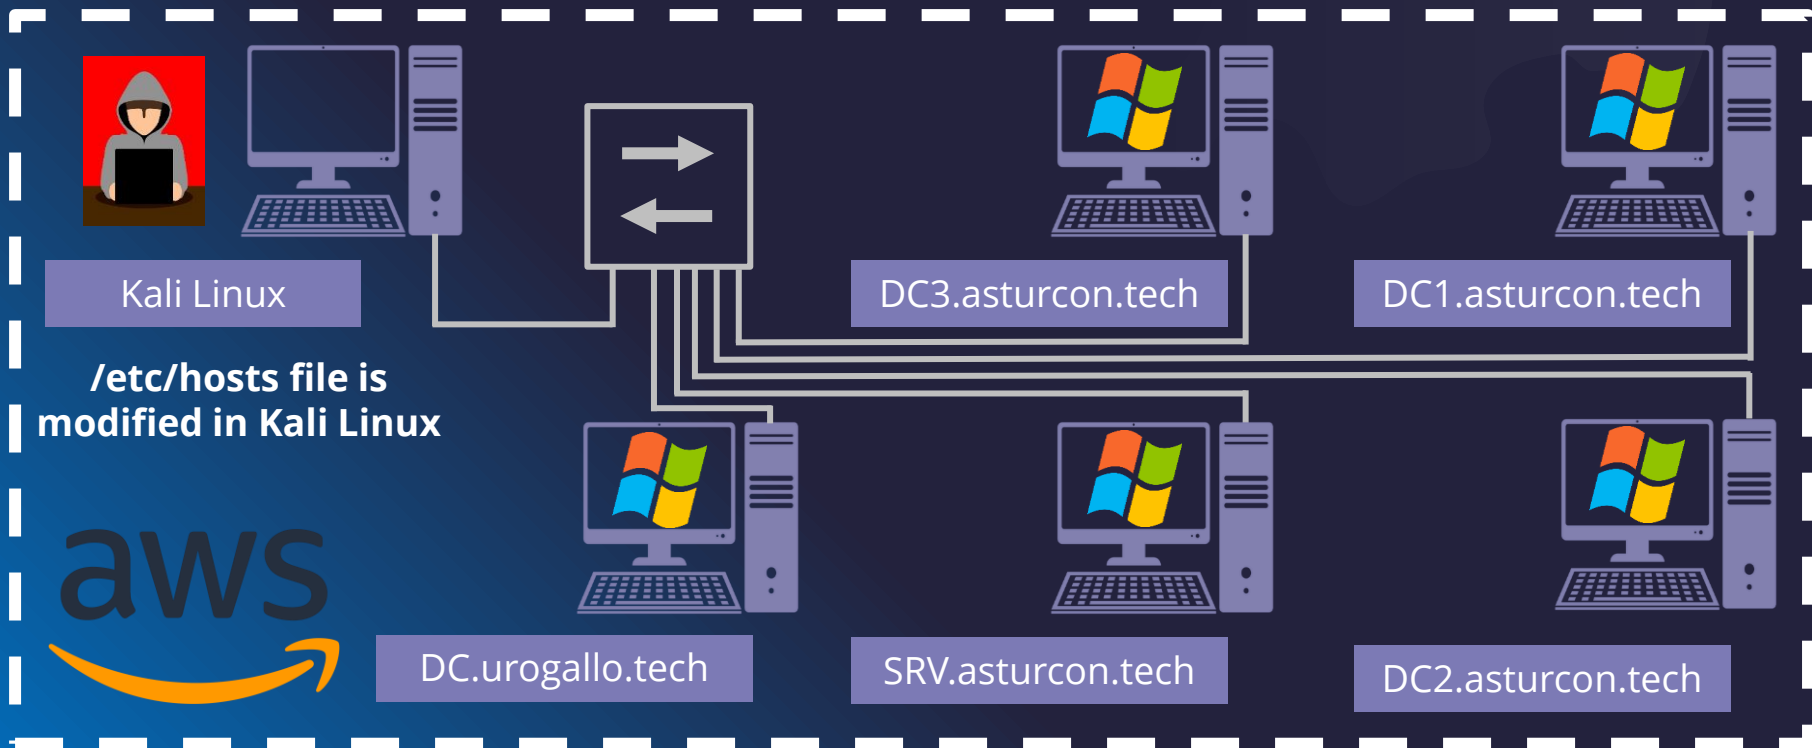 Kali Linux
DC3.asturcon.tech
DC1.asturcon.tech
/etc/hosts file is
modified in Kali Linux
aws
DC.urogallo.tech
SRV.asturcon.tech
DC2.asturcon.tech